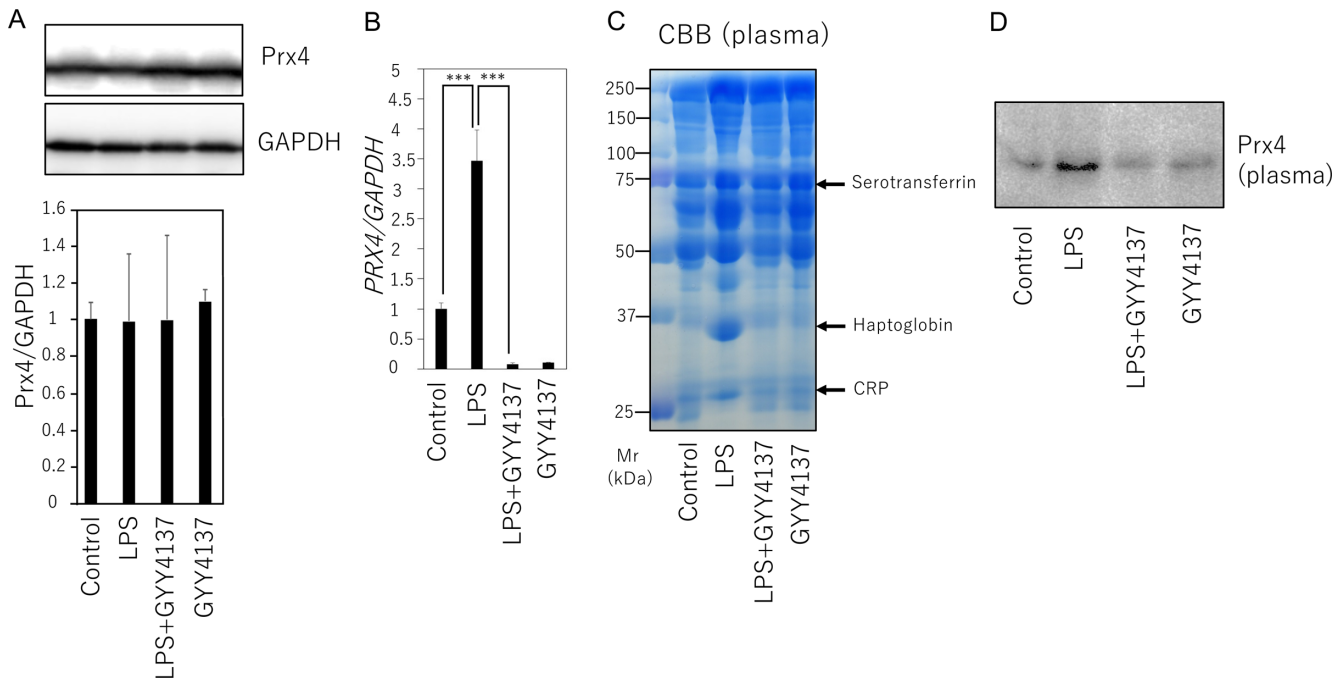 A
Prx4
GAPDH
Prx4/GAPDH
1.6
1.4
1.2
1
0.8
0.6
0.4
0.2
0
Control
LPS
LPS+GYY4137
GYY4137
B
PRX4/GAPDH
5
4.5
4
3.5
3
2.5
2
1.5
1
0.5
0
*** ***
Control
LPS
LPS+GYY4137
GYY4137
C
CBB (plasma)
250
150
100
75
50
37
25
Mr
(kDa)
Serotransferrin
Haptoglobin
CRP
Control
LPS
LPS+GYY4137
GYY4137
D
Prx4
(plasma)
Control
LPS
LPS+GYY4137
GYY4137